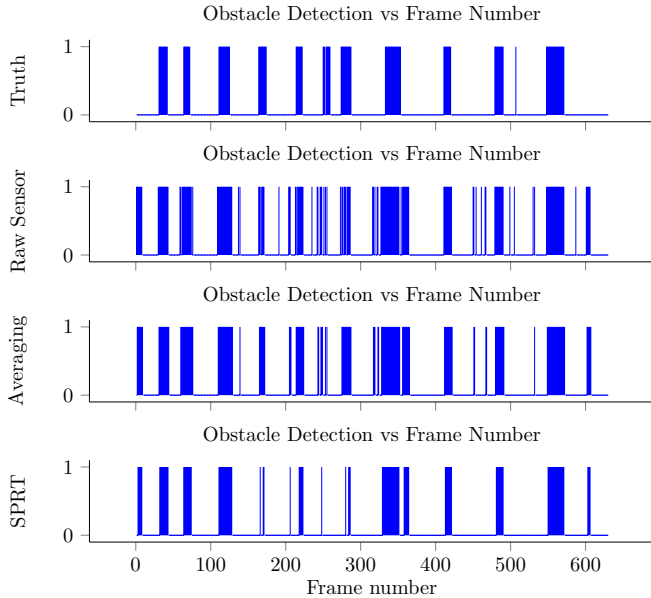 Obstacle Detection vs Frame Number
1
0
Truth
Obstacle Detection vs Frame Number
1
0
Raw Sensor
Obstacle Detection vs Frame Number
1
0
Averaging
Obstacle Detection vs Frame Number
1
0
SPRT
0 100 200 300 400 500 600
Frame number